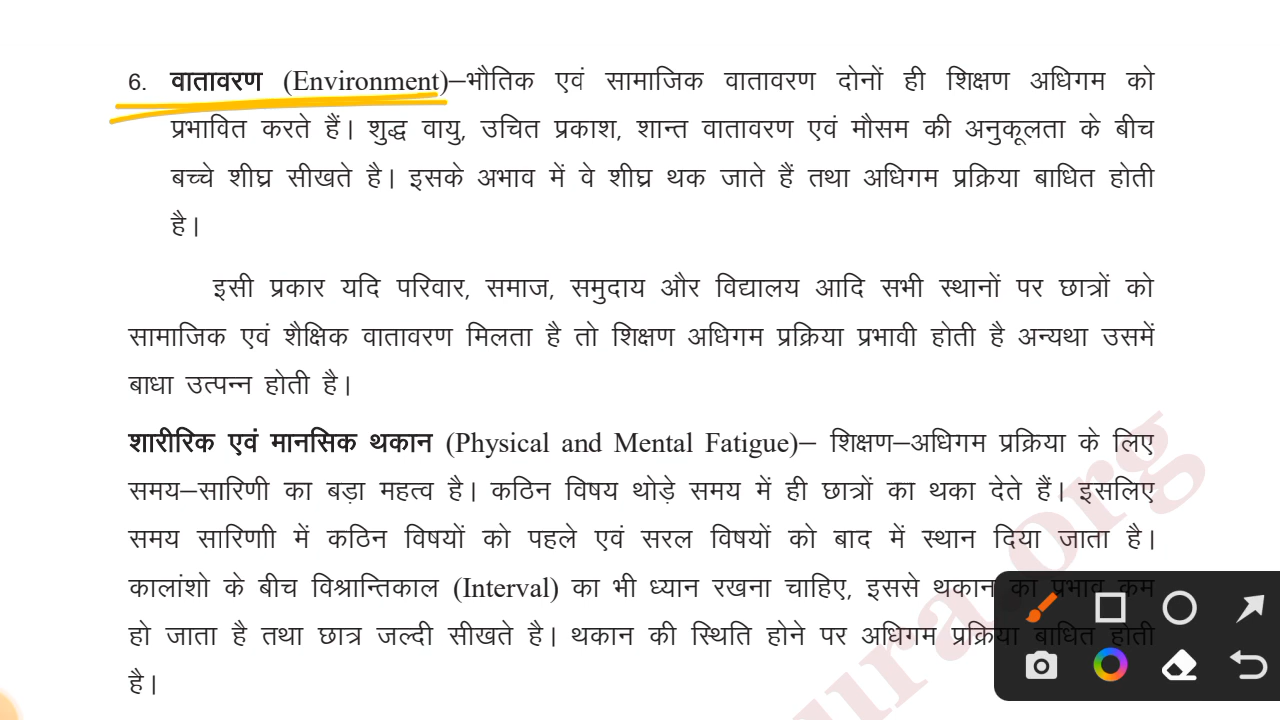 6. वातावरण (Environment)–भौतिक एवं सामाजिक वातावरण दोनों ही शिक्षण अधिगम को
प्रभावित करते हैं। शुद्ध वायु, उचित प्रकाश, शान्त वातावरण एवं मौसम की अनुकूलता के बीच
बच्चे शीघ्र सीखते है। इसके अभाव में वे शीघ्र थक जाते हैं तथा अधिगम प्रक्रिया बाधित होती
है।
इसी प्रकार यदि परिवार, समाज, समुदाय और विद्यालय आदि सभी स्थानों पर छात्रों को
सामाजिक एवं शैक्षिक वातावरण मिलता है तो शिक्षण अधिगम प्रक्रिया प्रभावी होती है अन्यथा उसमें
बाधा उत्पन्न होती है।
शारीरिक एवं मानसिक थकान (Physical and Mental Fatigue)– शिक्षण–अधिगम प्रक्रिया के लिए
समय–सारिणी का बड़ा महत्व है। कठिन विषय थोड़े समय में ही छात्रों का थका देते हैं। इसलिए
समय सारिणाी में कठिन विषयों को पहले एवं सरल विषयों को बाद में स्थान दिया जाता है।
कालांशो के बीच विश्रान्तिकाल (Interval) का भी ध्यान रखना चाहिए, इससे थकान का प्रभाव कम
हो जाता है तथा छात्र जल्दी सीखते है। थकान की स्थिति होने पर अधिगम प्रक्रिया बाधित होती
है।
ura.org